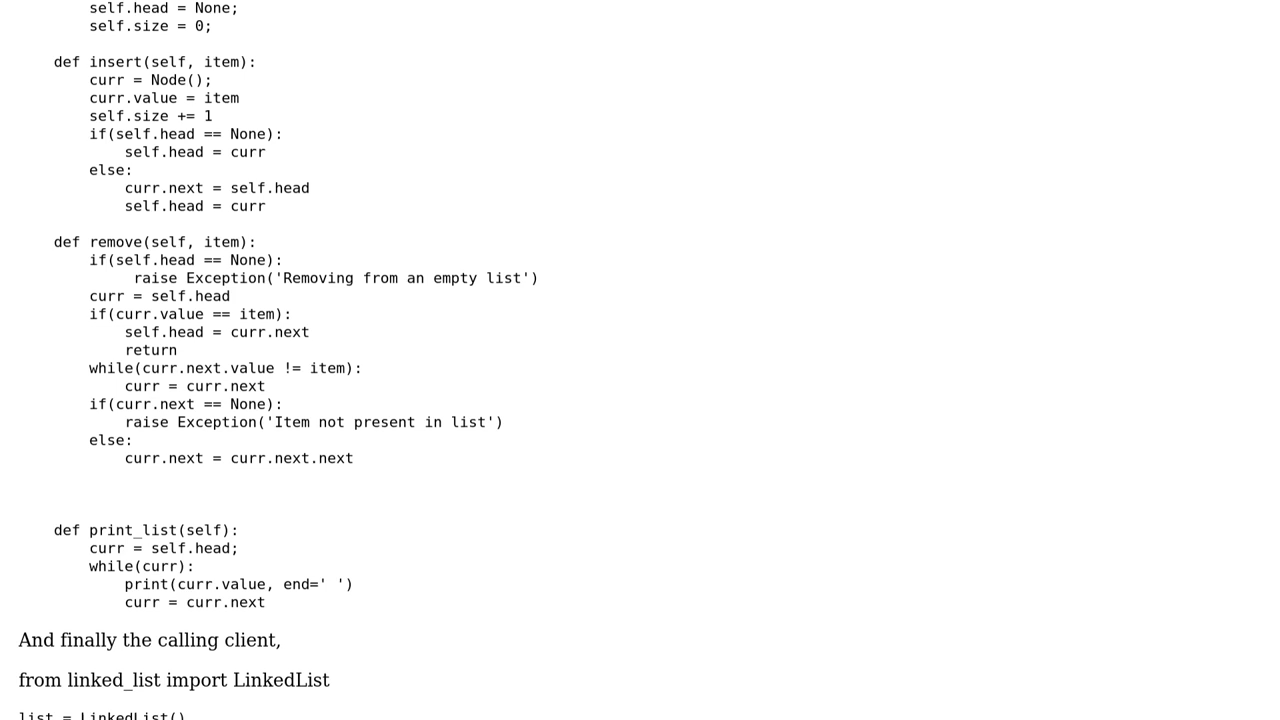 self.head = None;
        self.size = 0;

    def insert(self, item):
        curr = Node();
        curr.value = item
        self.size += 1
        if(self.head == None):
            self.head = curr
        else:
            curr.next = self.head
            self.head = curr

    def remove(self, item):
        if(self.head == None):
             raise Exception('Removing from an empty list')
        curr = self.head
        if(curr.value == item):
            self.head = curr.next
            return
        while(curr.next.value != item):
            curr = curr.next
        if(curr.next == None):
            raise Exception('Item not present in list')
        else:
            curr.next = curr.next.next

    def print_list(self):
        curr = self.head;
        while(curr):
            print(curr.value, end=' ')
            curr = curr.next
And finally the calling client,
from linked_list import LinkedList
list = LinkedList()